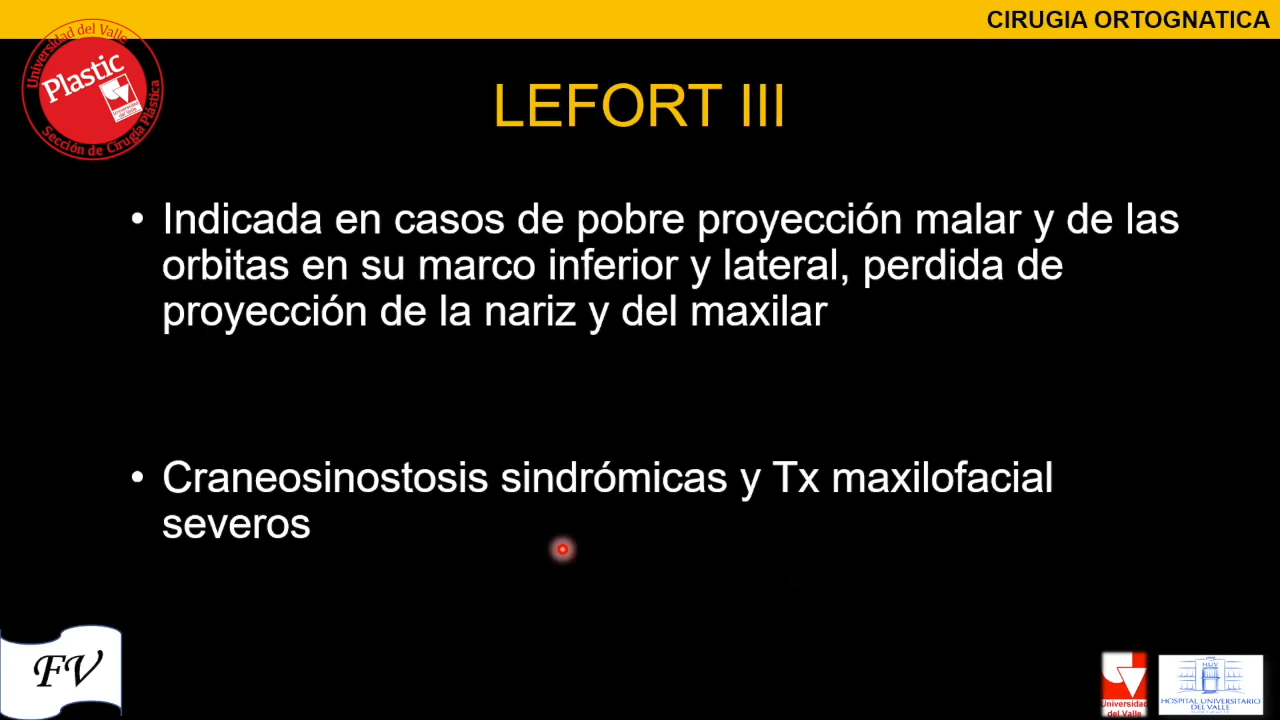 CIRUGIA ORTOGNATICA
Universidad del Valle
Plastic
Sección de Cirugía Plástica
LEFORT III
• Indicada en casos de pobre proyección malar y de las
orbitas en su marco inferior y lateral, perdida de
proyección de la nariz y del maxilar
• Craneosinostosis sindrómicas y Tx maxilofacial
severos
FV
Universidad
del Valle
HUV
HOSPITAL UNIVERSITARIO
DEL VALLE